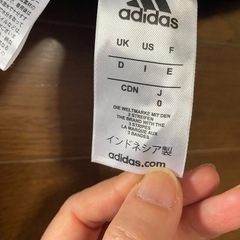 adidas
UK US F
D I E
CDN J
O
DIE WELTMARKE MIT DEN
3 STREIFEN
THE BRAND WITH THE
3 STRIPES
LA MARQUE AUX
3 BANDES
インドネシア製
adidas.com